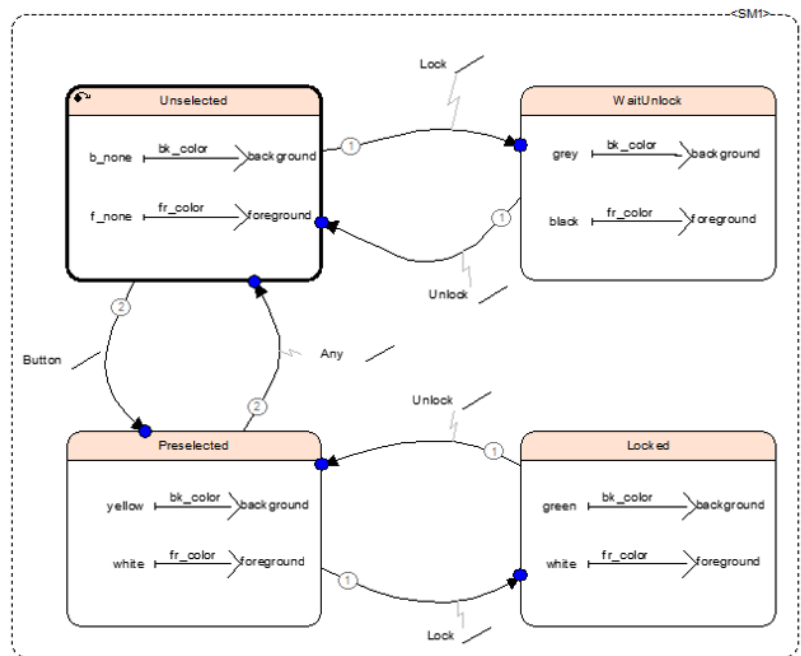 <SM1>
Lock
Unselected
WaitUnlock
b_none bk_color background
1
grey bk_color background
f_none fr_color foreground
1
black fr_color foreground
Unlock
2
Button
Any
2
Unlock
Preselected
1
Locked
yellow bk_color background
green bk_color background
white fr_color foreground
white fr_color foreground
1
Lock